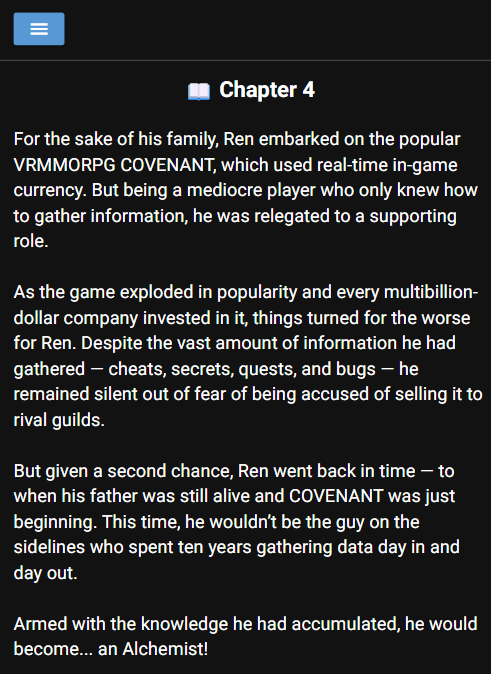 📖 Chapter 4
For the sake of his family, Ren embarked on the popular
VRMMORPG COVENANT, which used real-time in-game
currency. But being a mediocre player who only knew how
to gather information, he was relegated to a supporting
role.
As the game exploded in popularity and every multibillion-
dollar company invested in it, things turned for the worse
for Ren. Despite the vast amount of information he had
gathered — cheats, secrets, quests, and bugs — he
remained silent out of fear of being accused of selling it to
rival guilds.
But given a second chance, Ren went back in time — to
when his father was still alive and COVENANT was just
beginning. This time, he wouldn’t be the guy on the
sidelines who spent ten years gathering data day in and
day out.
Armed with the knowledge he had accumulated, he would
become... an Alchemist!